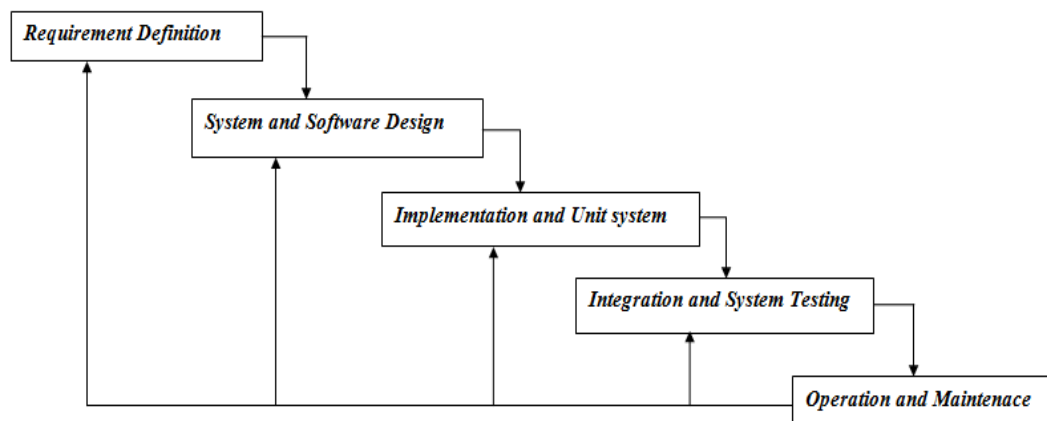 Requirement Definition
System and Software Design
Implementation and Unit system
Integration and System Testing
Operation and Maintenace